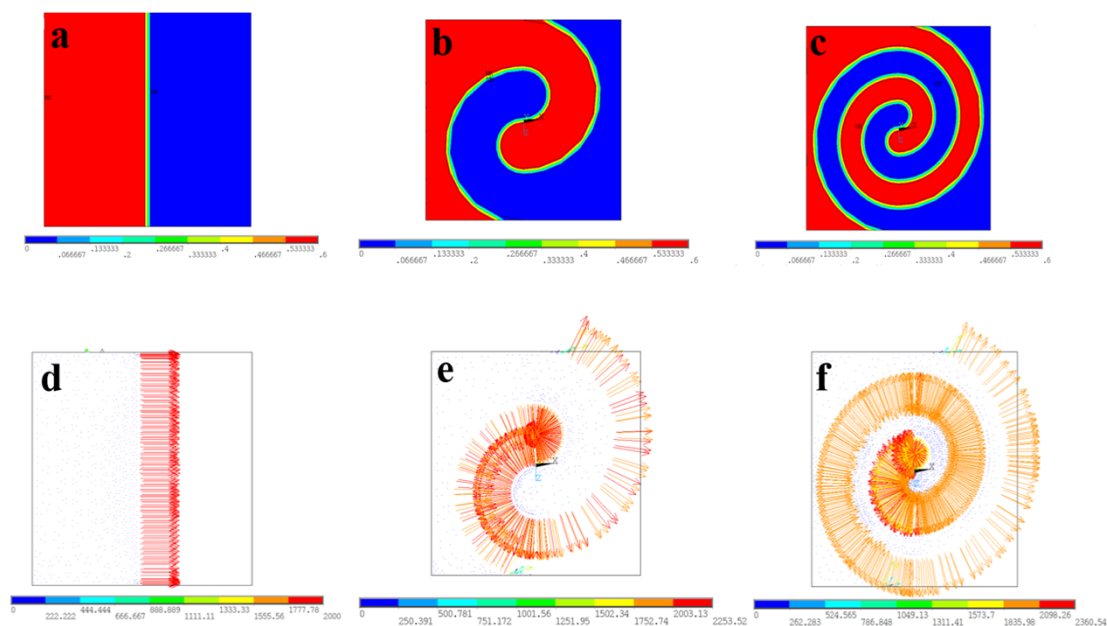 a
b
c
0 .133333 .266667 .4 .533333
.066667 .2 .333333 .466667 .6
0 .133333 .266667 .4 .533333
.066667 .2 .333333 .466667 .6
0 .133333 .266667 .4 .533333
.066667 .2 .333333 .466667 .6
d
e
f
X
X
0 444.444 888.889 1333.33 1777.78
222.222 666.667 1111.11 1555.56 2000
0 500.781 1001.56 1502.34 2003.13
250.391 751.172 1251.95 1752.74 2253.52
0 524.565 1049.13 1573.7 2098.26
262.283 786.848 1311.41 1835.98 2360.54